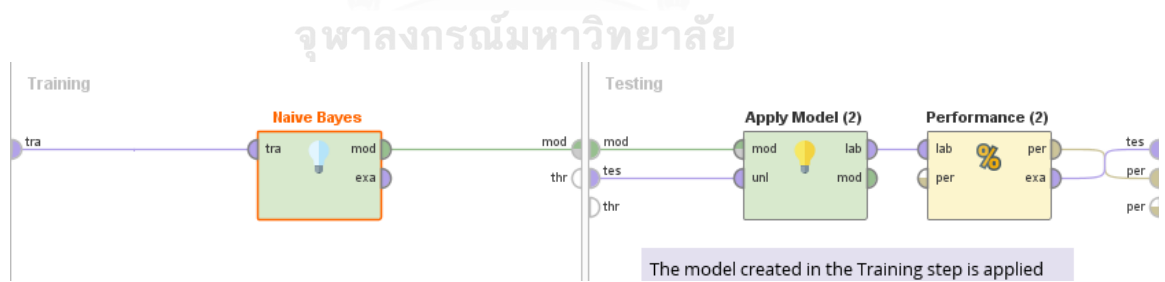 จุฬาลงกรณ์มหาวิทยาลัย
Training
Naive Bayes
tra
tra
mod
exa
mod
thr
Testing
Apply Model (2)
Performance (2)
mod
tes
thr
mod
unl
lab
mod
lab
per
%
per
exa
tes
per
per
The model created in the Training step is applied